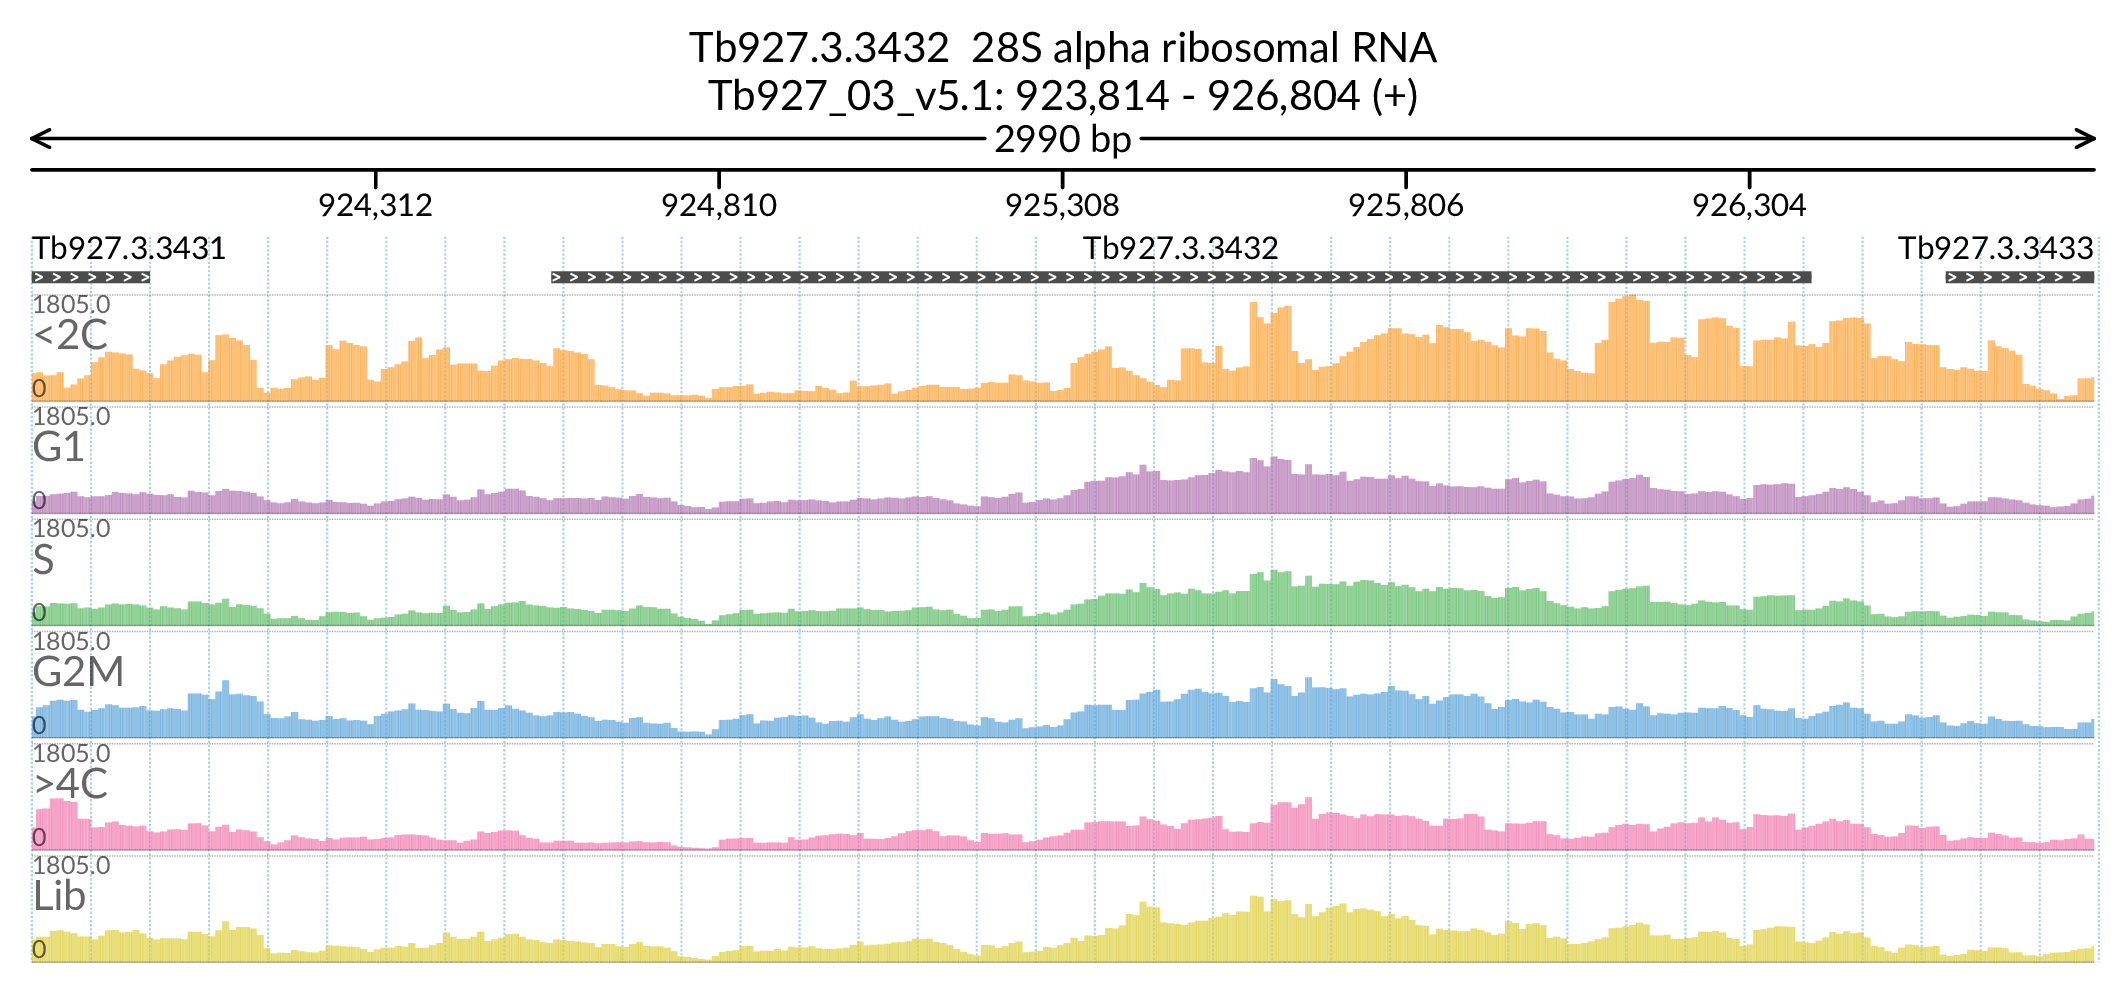 Tb927.3.3432  28S alpha ribosomal RNA
Tb927_03_v5.1: 923,814 - 926,804 (+)
2990 bp
924,312 924,810 925,308 925,806 926,304
Tb927.3.3431 Tb927.3.3432 Tb927.3.3433
1805.0
<2C
0
1805.0
G1
0
1805.0
S
0
1805.0
G2M
0
1805.0
>4C
0
1805.0
Lib
0